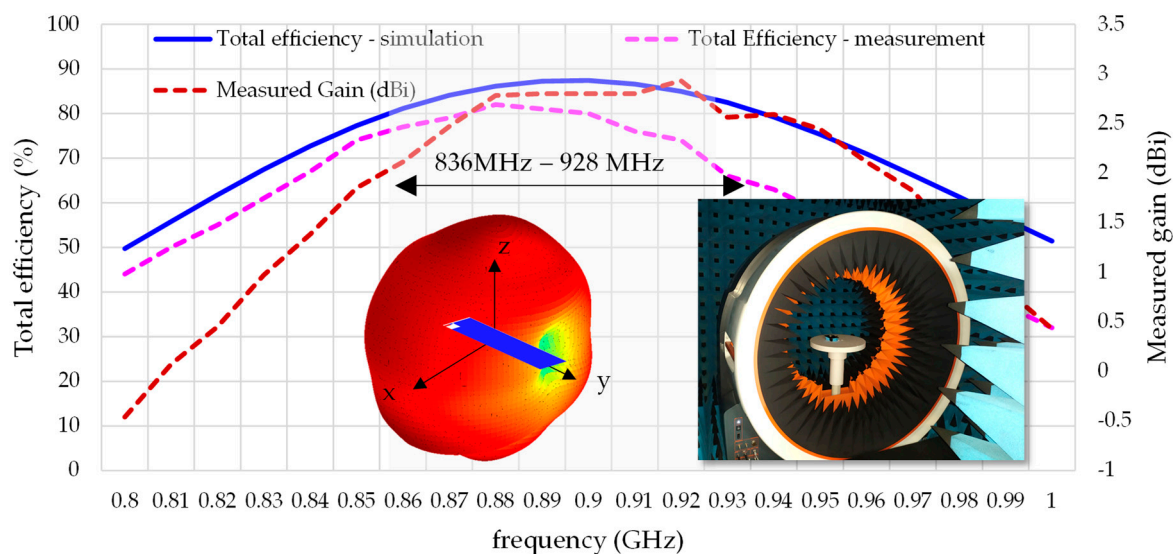 Total efficiency - simulation
Total Efficiency - measurement
Measured Gain (dBi)
836MHz – 928 MHz
Total efficiency (%)
100
90
80
70
60
50
40
30
20
10
0
Measured gain (dBi)
3.5
3
2.5
2
1.5
1
0.5
0
-0.5
-1
z
x
y
0.8 0.81 0.82 0.83 0.84 0.85 0.86 0.87 0.88 0.89 0.9 0.91 0.92 0.93 0.94 0.95 0.96 0.97 0.98 0.99 1
frequency (GHz)